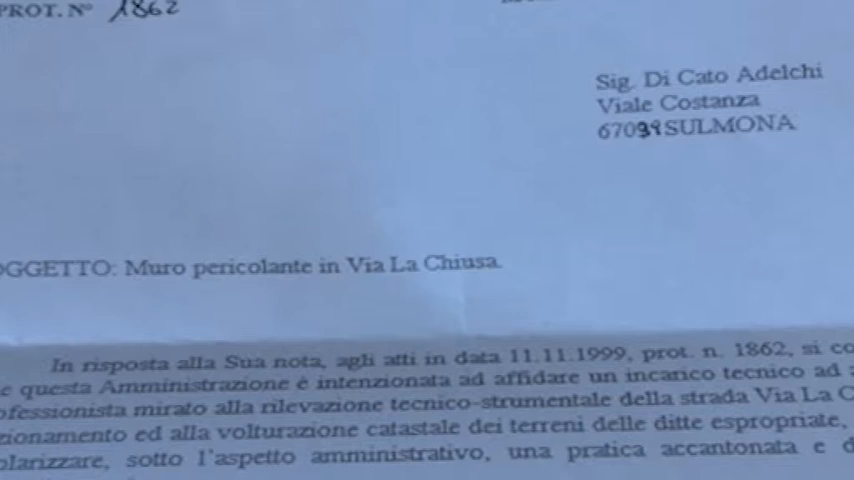 PROT. N° 1862
Sig. Di Cato Adelchi
Viale Costanza
67039 SULMONA
OGGETTO: Muro pericolante in Via La Chiusa.
In risposta alla Sua nota, agli atti in data 11.11.1999, prot. n. 1862, si co
e questa Amministrazione è intenzionata ad affidare un incarico tecnico ad a
ofessionista mirato alla rilevazione tecnico-strumentale della strada Via La C
zionamento ed alla volturazione catastale dei terreni delle ditte espropriate,
olarizzare, sotto l'aspetto amministrativo, una pratica accantonata e d